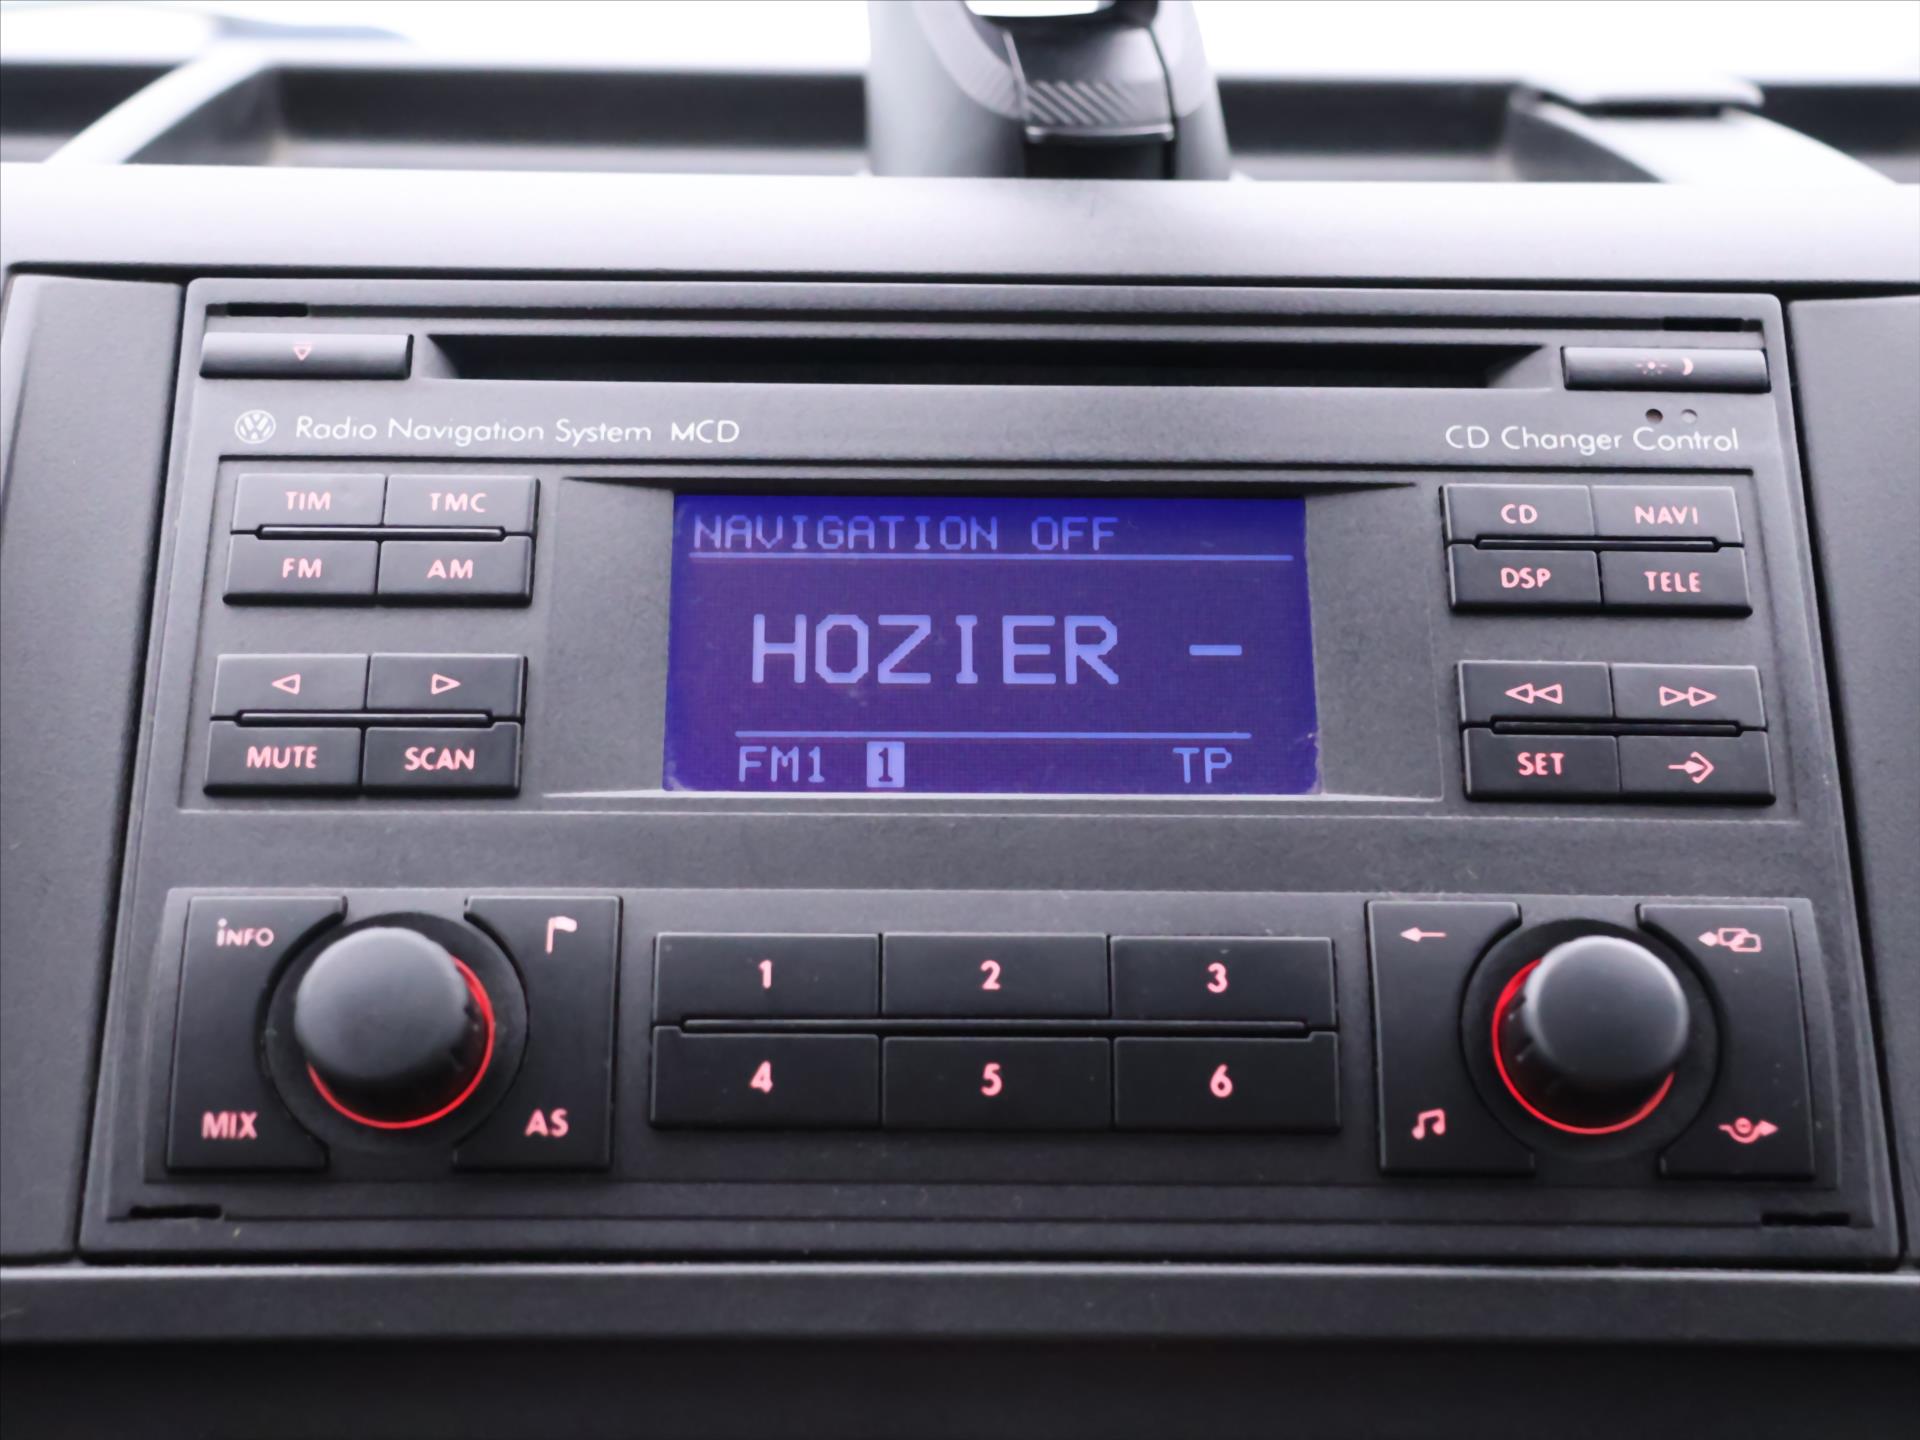 Radio Navigation System MCD
CD Changer Control
TIM TMC
FM AM
MUTE SCAN
NAVIGATION OFF
HOZIER -
FM1 1 TP
CD NAVI
DSP TELE
SET
INFO
MIX
AS
1 2 3
4 5 6